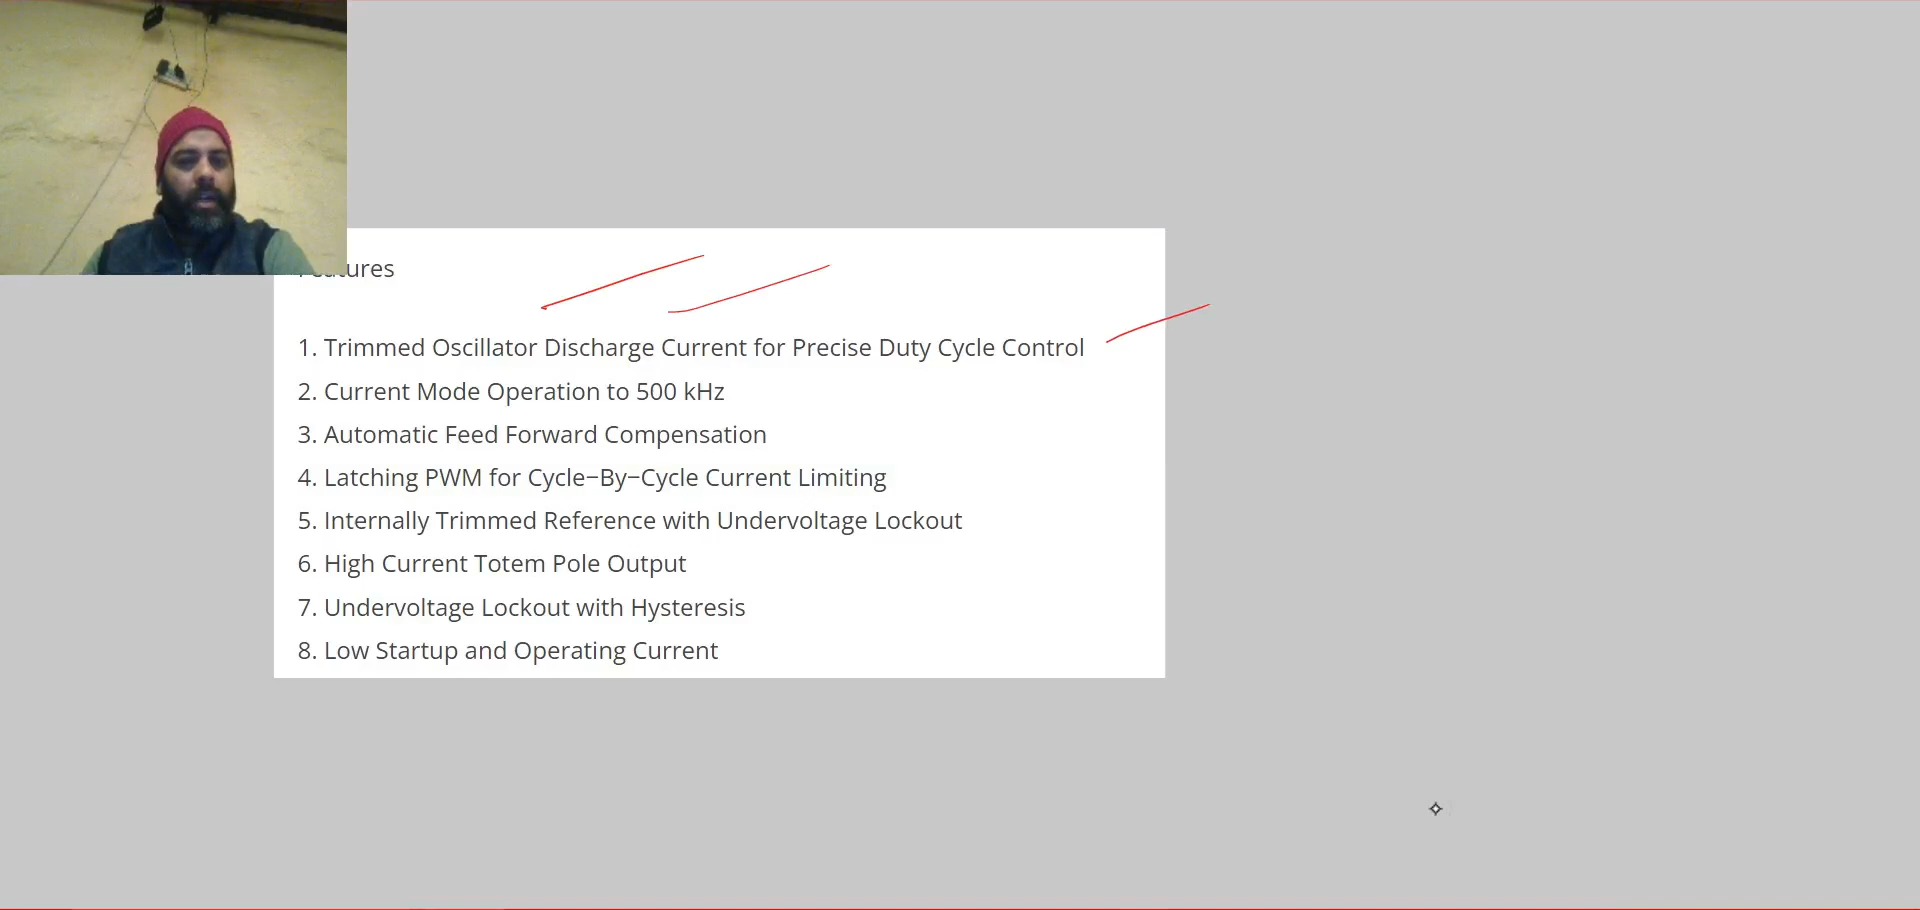 Features
1. Trimmed Oscillator Discharge Current for Precise Duty Cycle Control
2. Current Mode Operation to 500 kHz
3. Automatic Feed Forward Compensation
4. Latching PWM for Cycle−By−Cycle Current Limiting
5. Internally Trimmed Reference with Undervoltage Lockout
6. High Current Totem Pole Output
7. Undervoltage Lockout with Hysteresis
8. Low Startup and Operating Current